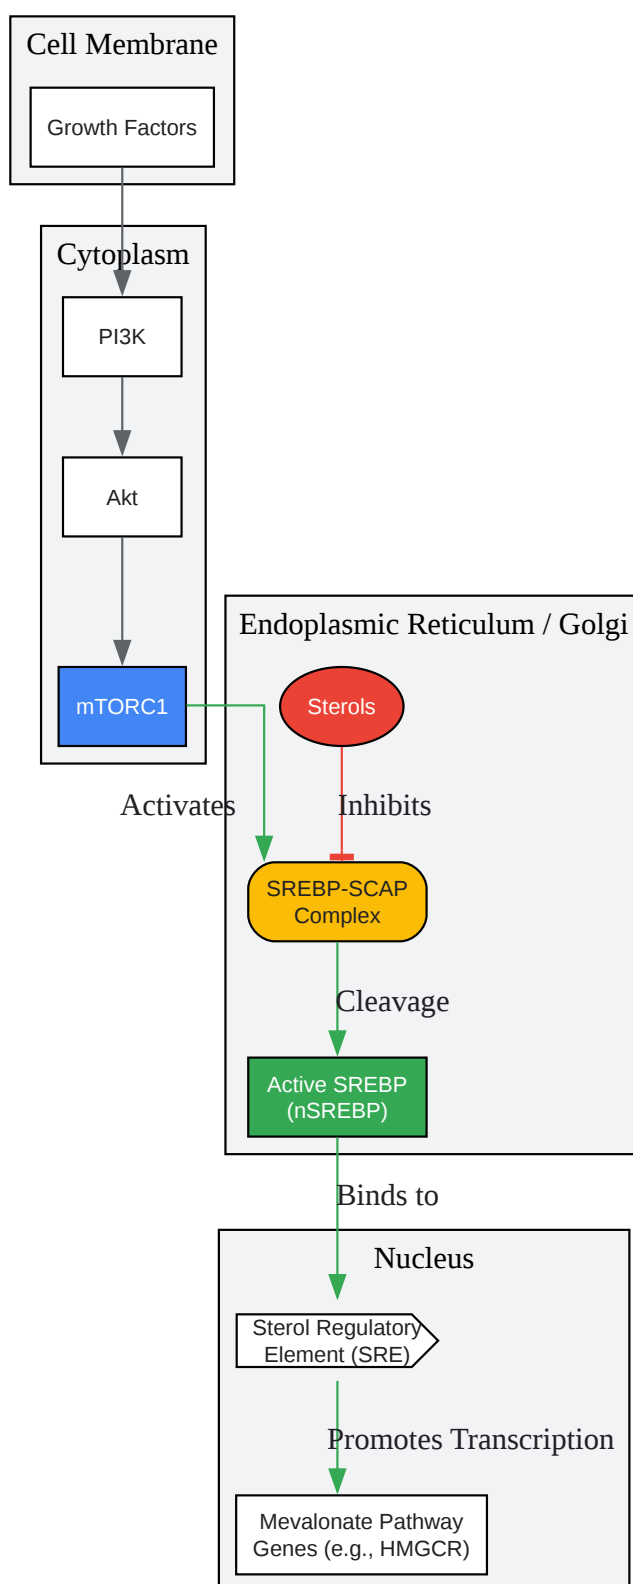 Cell Membrane
Growth Factors
Cytoplasm
PI3K
Akt
Endoplasmic Reticulum / Golgi
mTORC1
Sterols
Activates
Inhibits
SREBP-SCAP
Complex
Cleavage
Active SREBP
(nSREBP)
Binds to
Nucleus
Sterol Regulatory
Element (SRE)
Promotes Transcription
Mevalonate Pathway
Genes (e.g., HMGCR)